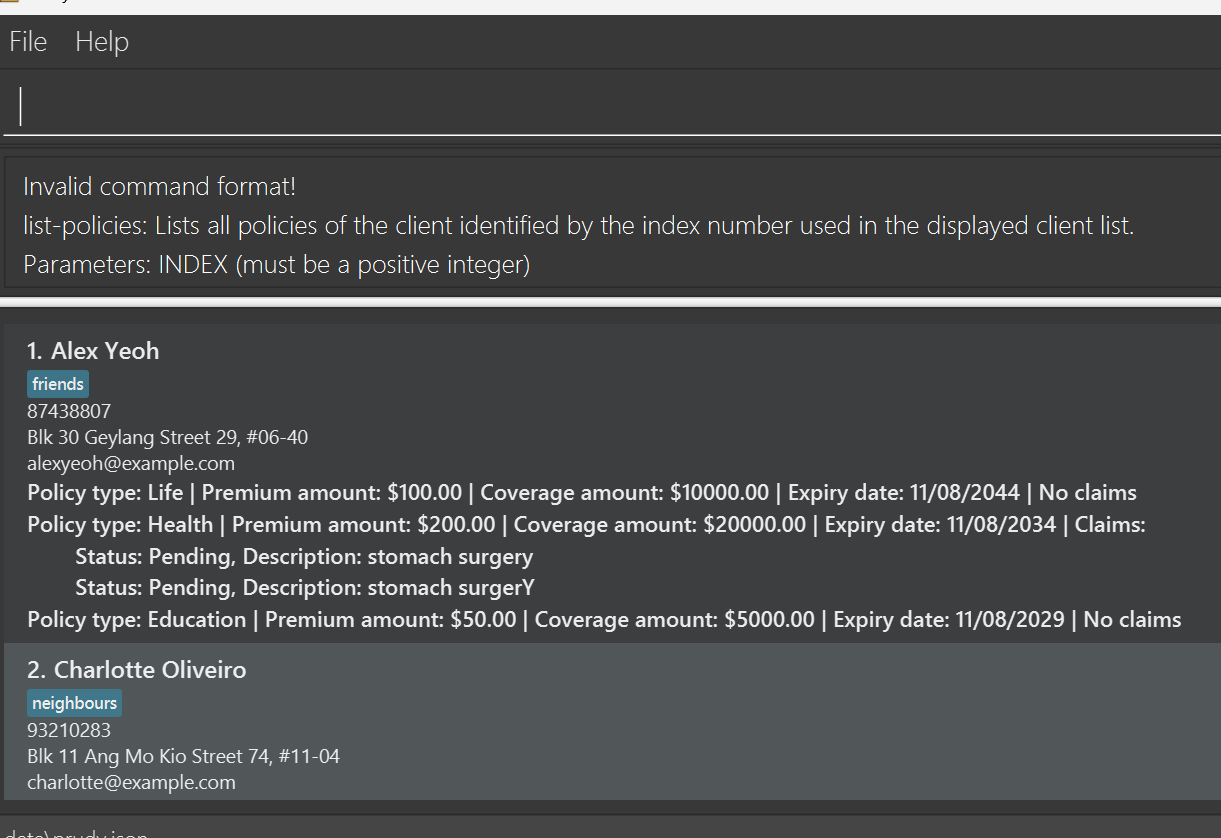 File Help
Invalid command format!
list-policies: Lists all policies of the client identified by the index number used in the displayed client list.
Parameters: INDEX (must be a positive integer)
1. Alex Yeoh
friends
87438807
Blk 30 Geylang Street 29, #06-40
alexyeoh@example.com
Policy type: Life | Premium amount: $100.00 | Coverage amount: $10000.00 | Expiry date: 11/08/2044 | No claims
Policy type: Health | Premium amount: $200.00 | Coverage amount: $20000.00 | Expiry date: 11/08/2034 | Claims:
Status: Pending, Description: stomach surgery
Status: Pending, Description: stomach surgerY
Policy type: Education | Premium amount: $50.00 | Coverage amount: $5000.00 | Expiry date: 11/08/2029 | No claims
2. Charlotte Oliveiro
neighbours
93210283
Blk 11 Ang Mo Kio Street 74, #11-04
charlotte@example.com
data\prudy.json